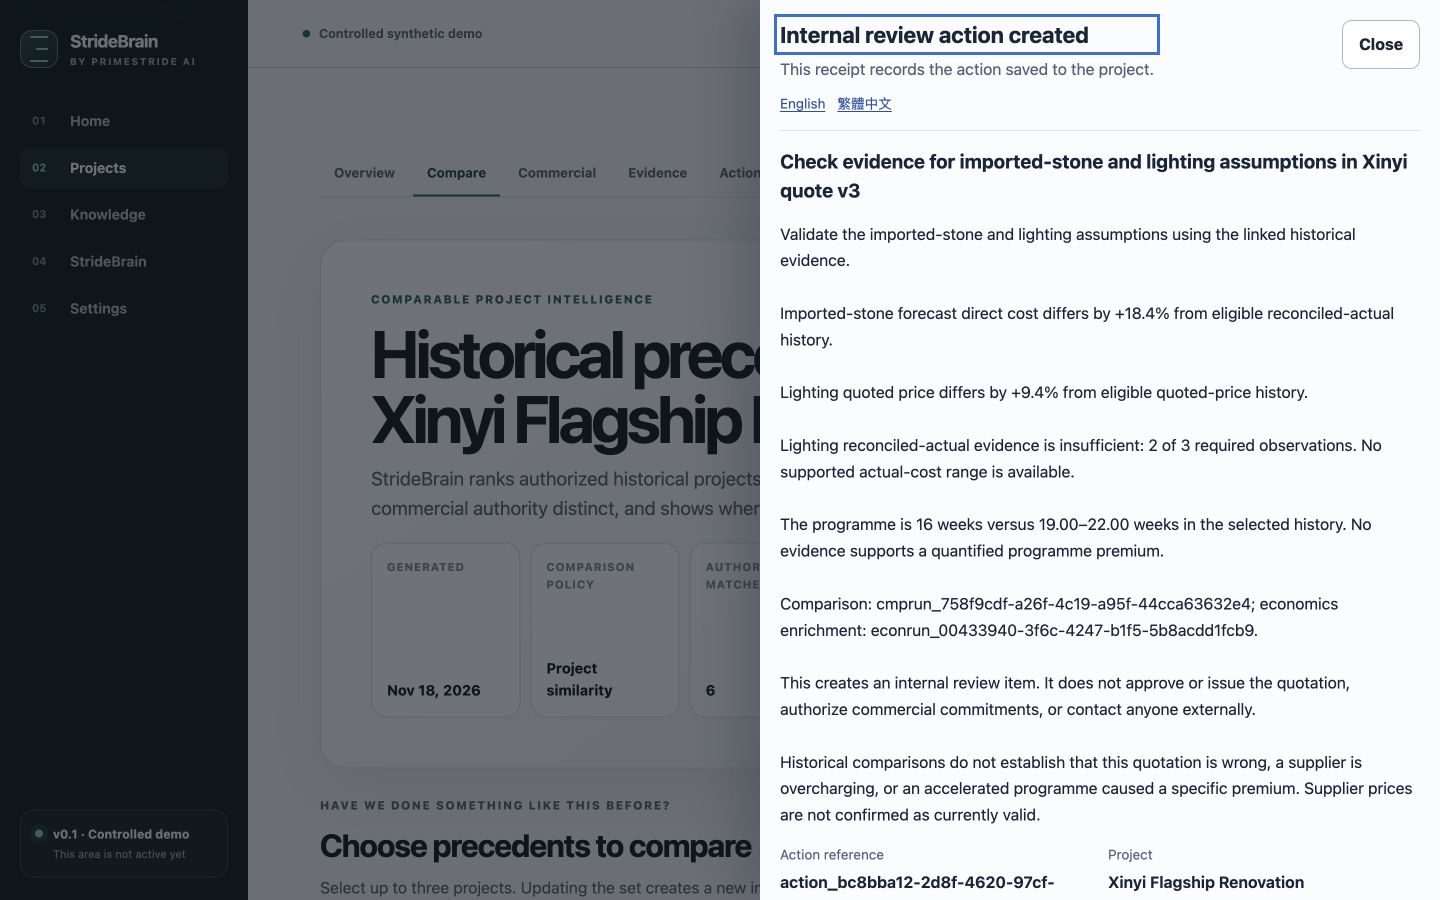 StrideBrain
BY PRIMESTRIDE AI
01 Home
02 Projects
03 Knowledge
04 StrideBrain
05 Settings
v0.1 · Controlled demo
This area is not active yet
Controlled synthetic demo
Overview Compare Commercial Evidence Action
COMPARABLE PROJECT INTELLIGENCE
Historical prec
Xinyi Flagship
StrideBrain ranks authorized historical projects
commercial authority distinct, and shows wher
GENERATED
Nov 18, 2026
COMPARISON
POLICY
Project
similarity
AUTHOR
MATCHE
6
HAVE WE DONE SOMETHING LIKE THIS BEFORE?
Choose precedents to compare
Select up to three projects. Updating the set creates a new in
Internal review action created
This receipt records the action saved to the project.
Close
English 繁體中文
Check evidence for imported-stone and lighting assumptions in Xinyi
quote v3
Validate the imported-stone and lighting assumptions using the linked historical
evidence.
Imported-stone forecast direct cost differs by +18.4% from eligible reconciled-actual
history.
Lighting quoted price differs by +9.4% from eligible quoted-price history.
Lighting reconciled-actual evidence is insufficient: 2 of 3 required observations. No
supported actual-cost range is available.
The programme is 16 weeks versus 19.00–22.00 weeks in the selected history. No
evidence supports a quantified programme premium.
Comparison: cmprun_758f9cdf-a26f-4c19-a95f-44cca63632e4; economics
enrichment: econrun_00433940-3f6c-4247-b1f5-5b8acdd1fcb9.
This creates an internal review item. It does not approve or issue the quotation,
authorize commercial commitments, or contact anyone externally.
Historical comparisons do not establish that this quotation is wrong, a supplier is
overcharging, or an accelerated programme caused a specific premium. Supplier prices
are not confirmed as currently valid.
Action reference
action_bc8bba12-2d8f-4620-97cf-
Project
Xinyi Flagship Renovation